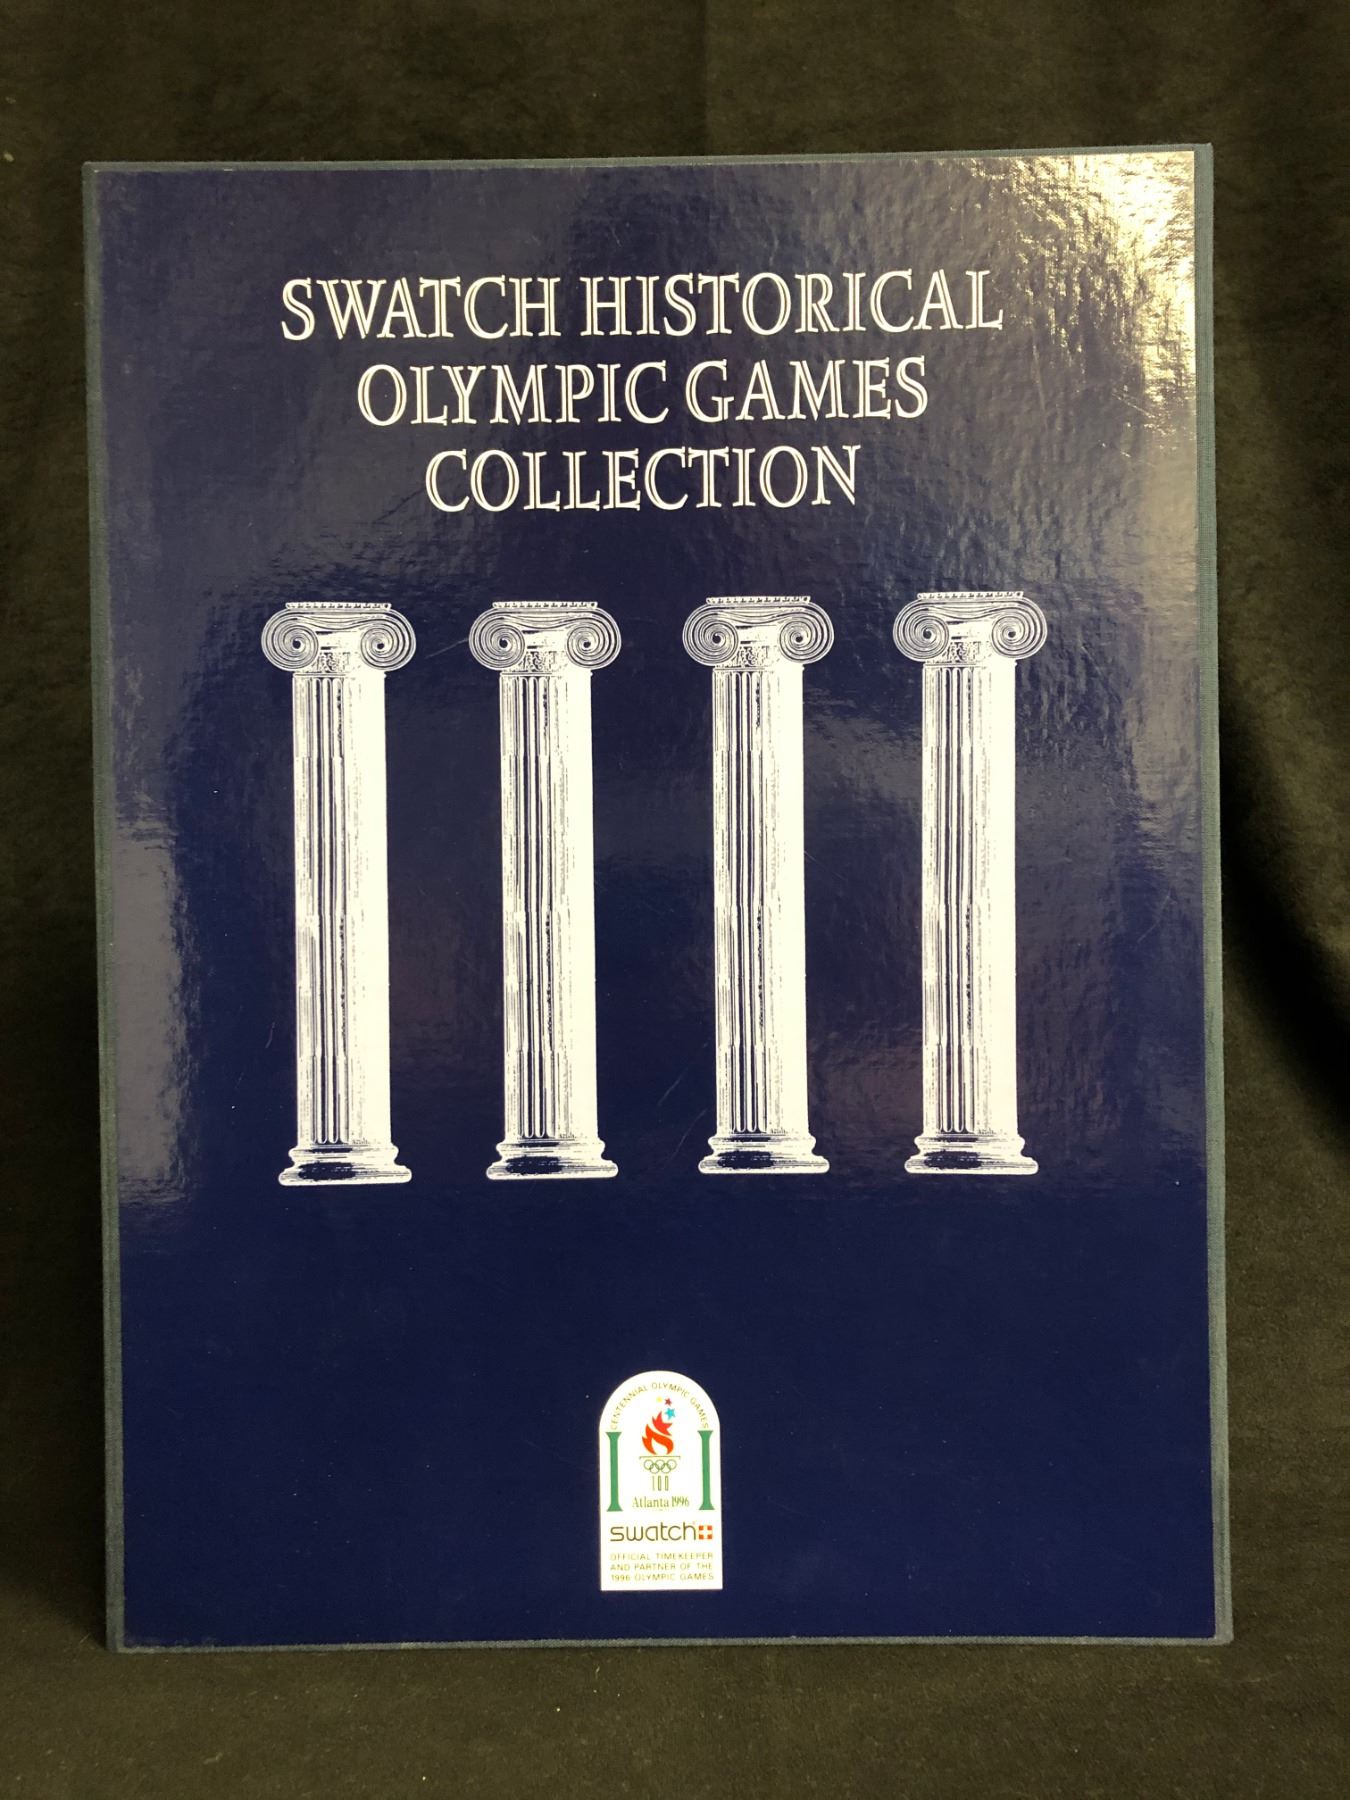 SWATCH HISTORICAL
OLYMPIC GAMES
COLLECTION
CENTENNIAL OLYMPIC GAMES
Atlanta 1996
swatch
OFFICIAL TIMEKEEPER
AND PARTNER OF THE
1996 OLYMPIC GAMES